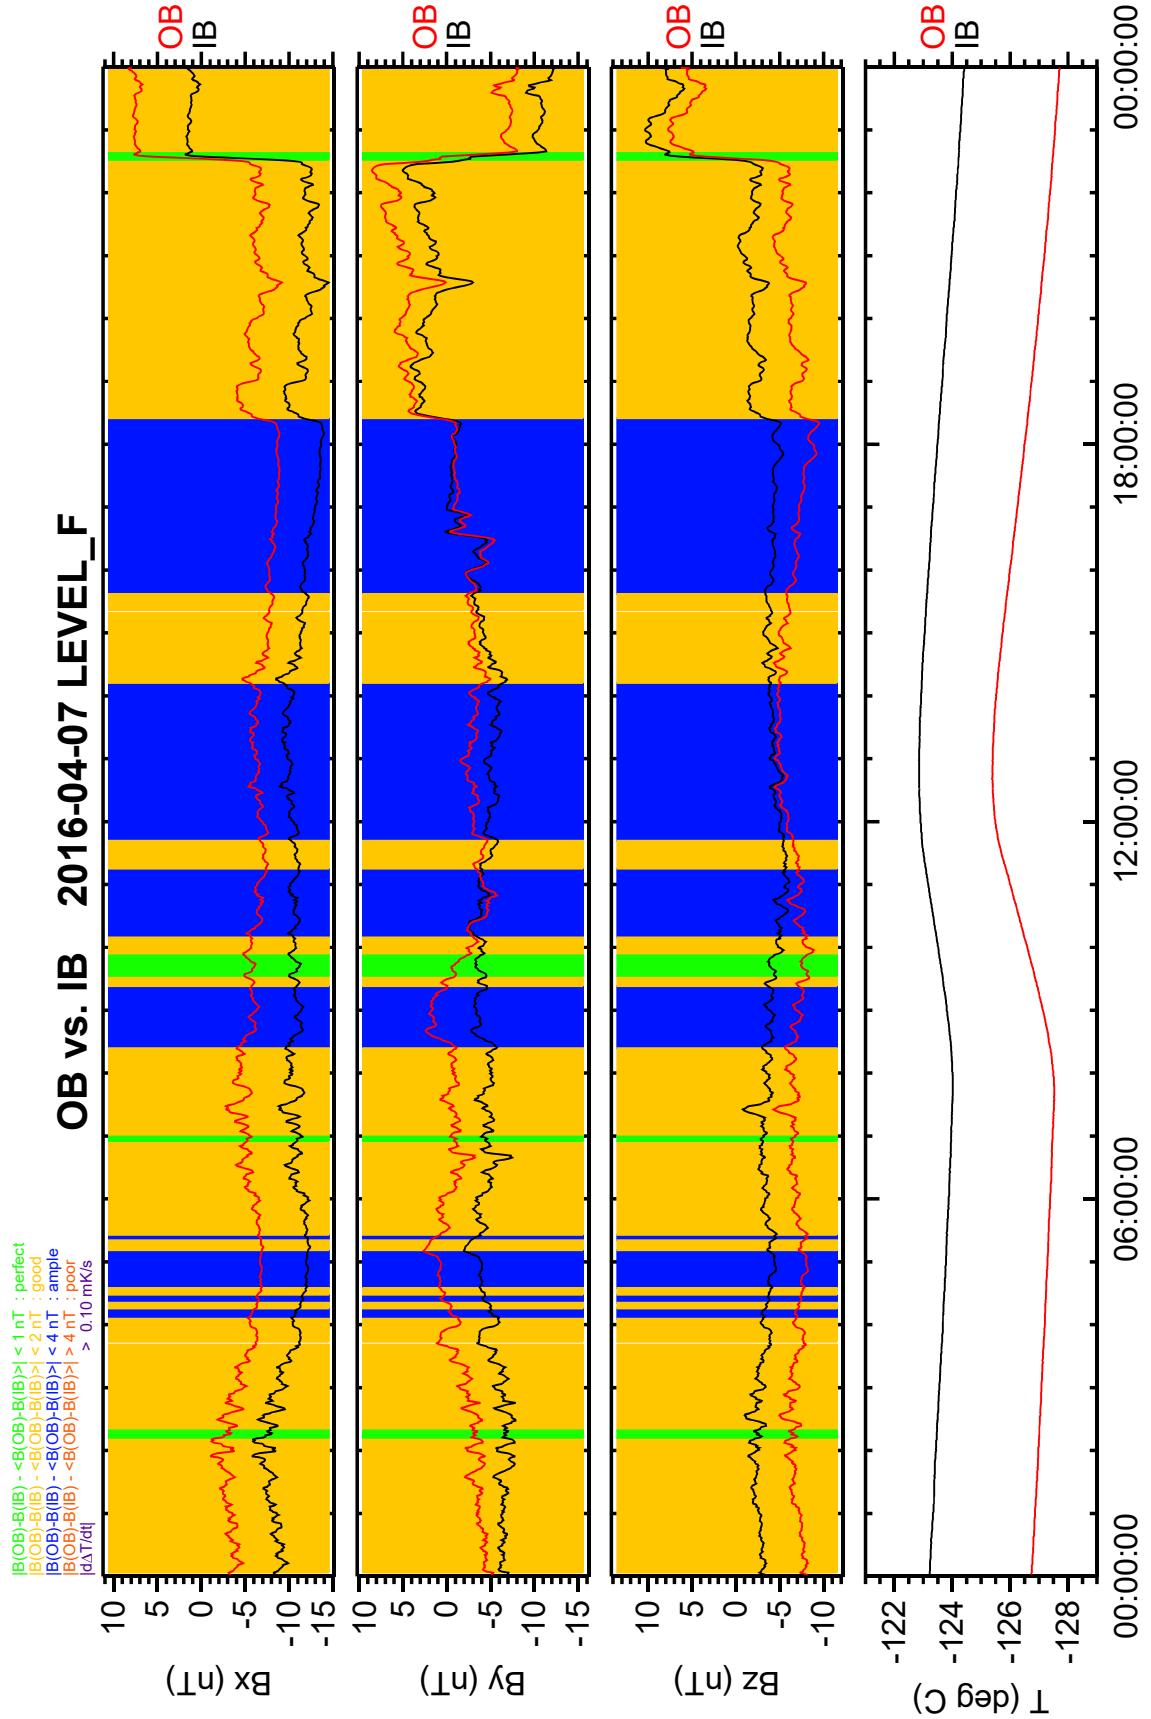 |B(OB)-B(IB) - <B(OB)-B(IB)>| < 1 nT : perfect
|B(OB)-B(IB) - <B(OB)-B(IB)>| < 2 nT : good
|B(OB)-B(IB) - <B(OB)-B(IB)>| < 4 nT : ample
|B(OB)-B(IB) - <B(OB)-B(IB)>| > 4 nT : poor
|dΔT/dt| > 0.10 mK/s
OB vs. IB 2016-04-07 LEVEL_F
Bx (nT)
10
5
0
-5
-10
-15
OB
IB
By (nT)
10
5
0
-5
-10
-15
OB
IB
Bz (nT)
10
5
0
-5
-10
OB
IB
T (deg C)
-122
-124
-126
-128
OB
IB
00:00:00 06:00:00 12:00:00 18:00:00 00:00:00